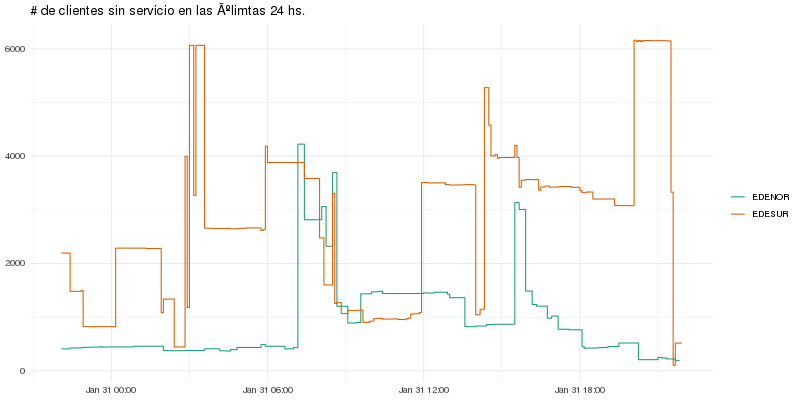 # de clientes sin servicio en las Ãºlimtas 24 hs.
6000
4000
2000
0
Jan 31 00:00
Jan 31 06:00
Jan 31 12:00
Jan 31 18:00
EDENOR
EDESUR